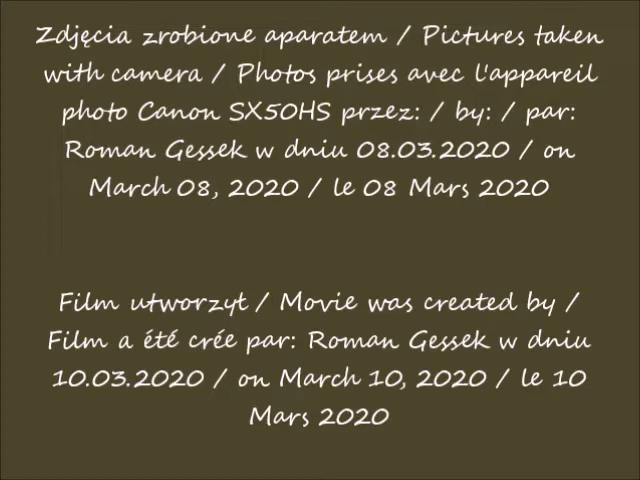 Zdjęcia zrobione aparatem / Pictures taken
with camera / Photos prises avec l'appareil
photo Canon SX50HS przez: / by: / par:
Roman Gessek w dniu 08.03.2020 / on
March 08, 2020 / le 08 Mars 2020
Film utworzył / Movie was created by /
Film a été crée par: Roman Gessek w dniu
10.03.2020 / on March 10, 2020 / le 10
Mars 2020